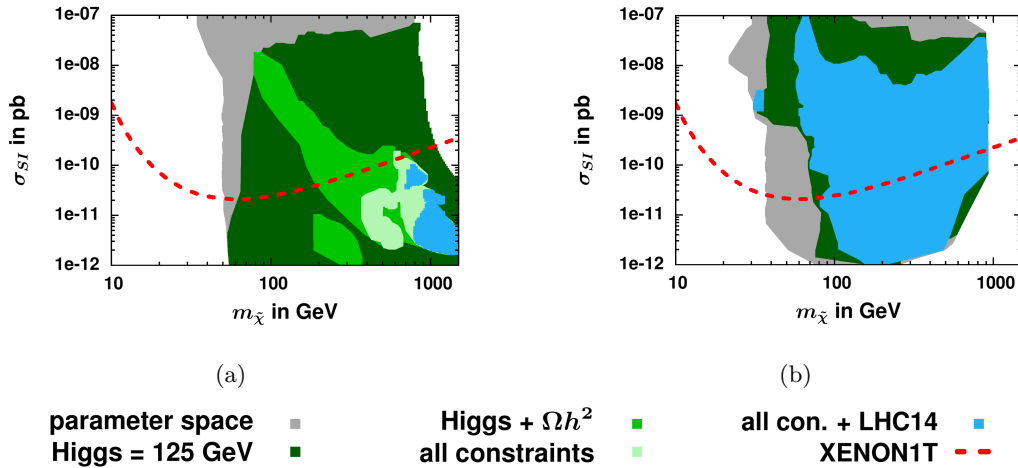 1e-07
1e-08
1e-09
1e-10
1e-11
1e-12
σSI in pb
10
100
1000
mχ̃ in GeV
(a)
1e-07
1e-08
1e-09
1e-10
1e-11
1e-12
σSI in pb
10
100
1000
mχ̃ in GeV
(b)
parameter space
Higgs = 125 GeV
Higgs + Ωh²
all constraints
all con. + LHC14
XENON1T